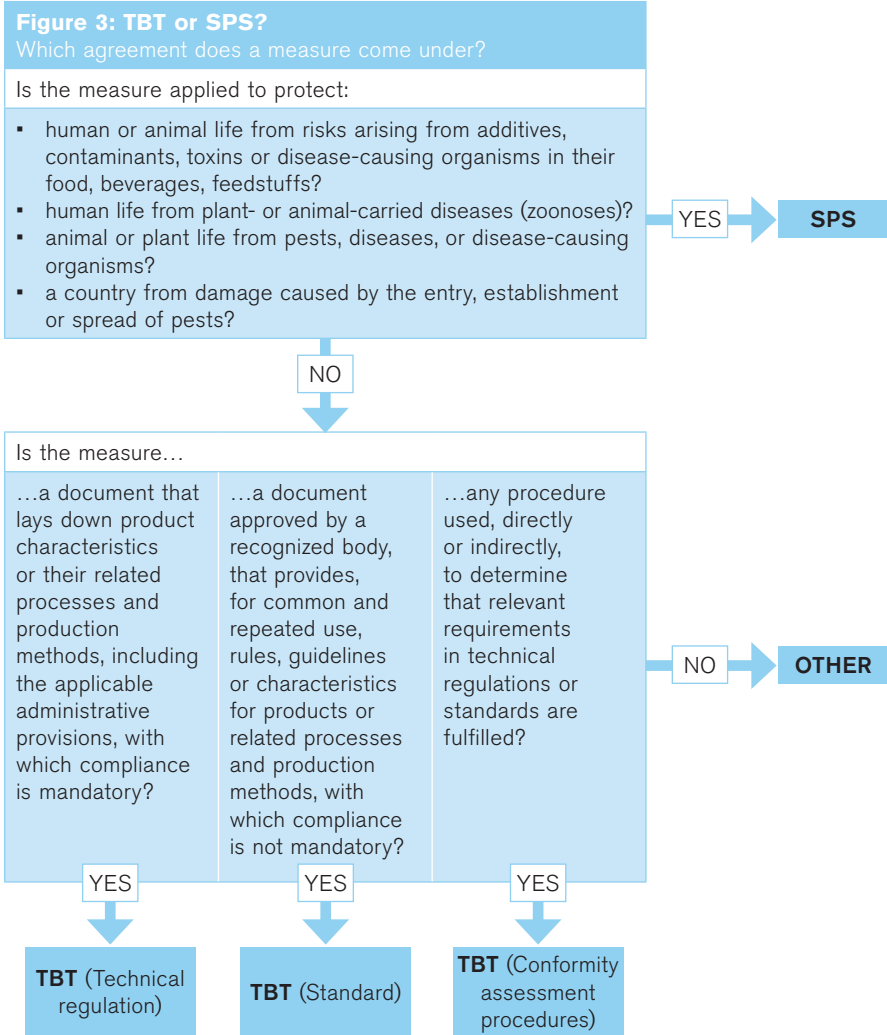 Figure 3: TBT or SPS?
Which agreement does a measure come under?
Is the measure applied to protect:
▪ human or animal life from risks arising from additives,
contaminants, toxins or disease-causing organisms in their
food, beverages, feedstuffs?
▪ human life from plant- or animal-carried diseases (zoonoses)?
▪ animal or plant life from pests, diseases, or disease-causing
organisms?
▪ a country from damage caused by the entry, establishment
or spread of pests?
YES
SPS
NO
Is the measure…
…a document that
lays down product
characteristics
or their related
processes and
production
methods, including
the applicable
administrative
provisions, with
which compliance
is mandatory?
…a document
approved by a
recognized body,
that provides,
for common and
repeated use,
rules, guidelines
or characteristics
for products or
related processes
and production
methods, with
which compliance
is not mandatory?
…any procedure
used, directly
or indirectly,
to determine
that relevant
requirements
in technical
regulations or
standards are
fulfilled?
NO
OTHER
YES
YES
YES
TBT (Technical
regulation)
TBT (Standard)
TBT (Conformity
assessment
procedures)